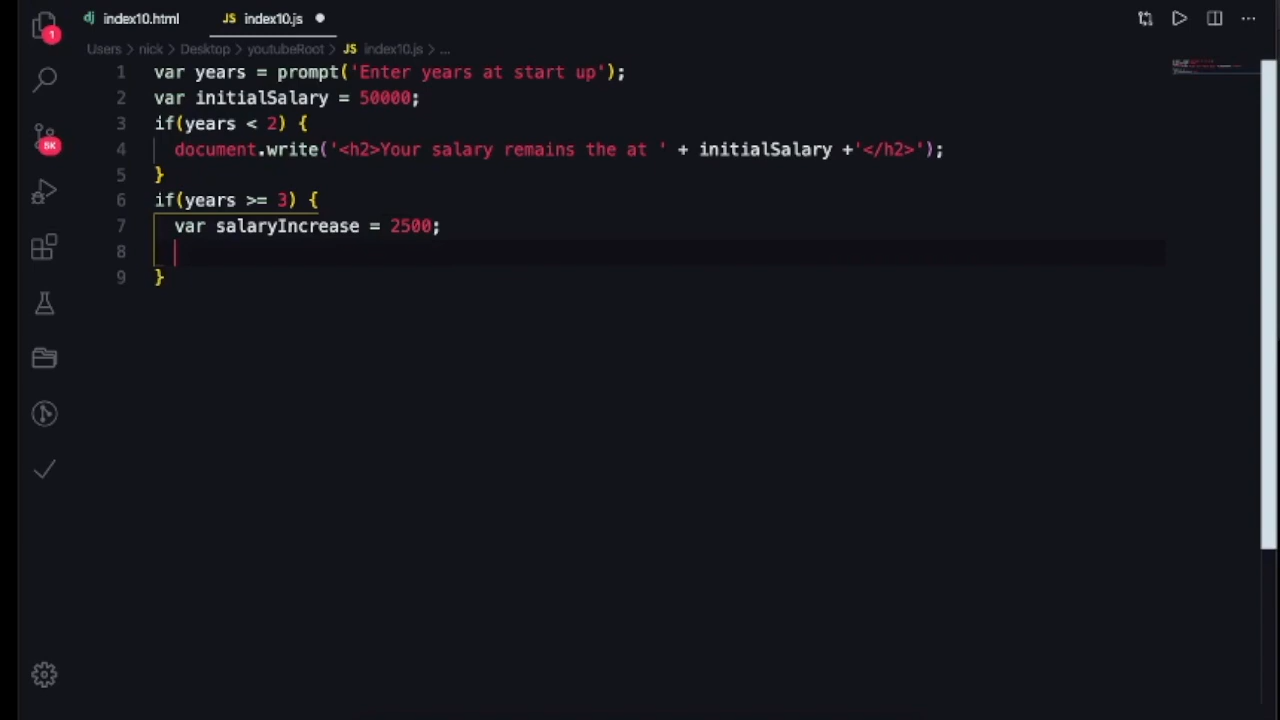 index10.html JS index10.js
Users > nick > Desktop > youtubeRoot > JS index10.js > ...
1 var years = prompt('Enter years at start up');
2 var initialSalary = 50000;
3 if(years < 2) {
4 document.write('<h2>Your salary remains the at ' + initialSalary +'</h2>');
5 }
6 if(years >= 3) {
7 var salaryIncrease = 2500;
8
9 }
1
5K